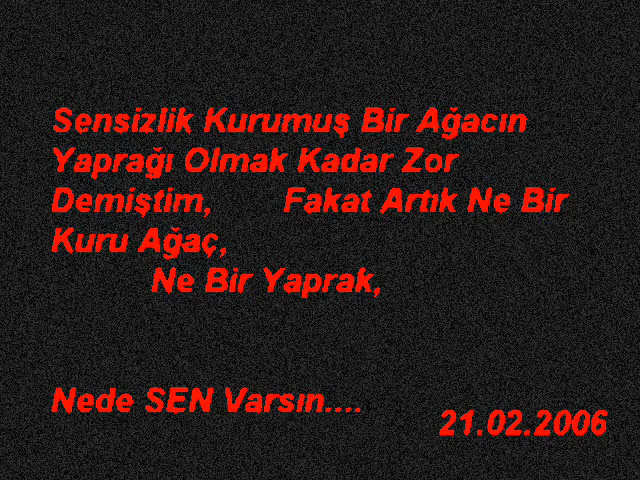 Sensizlik Kurumuş Bir Ağacın
Yaprağı Olmak Kadar Zor
Demiştim, Fakat Artık Ne Bir
Kuru Ağaç,
Ne Bir Yaprak,
Nede SEN Varsın....
21.02.2006